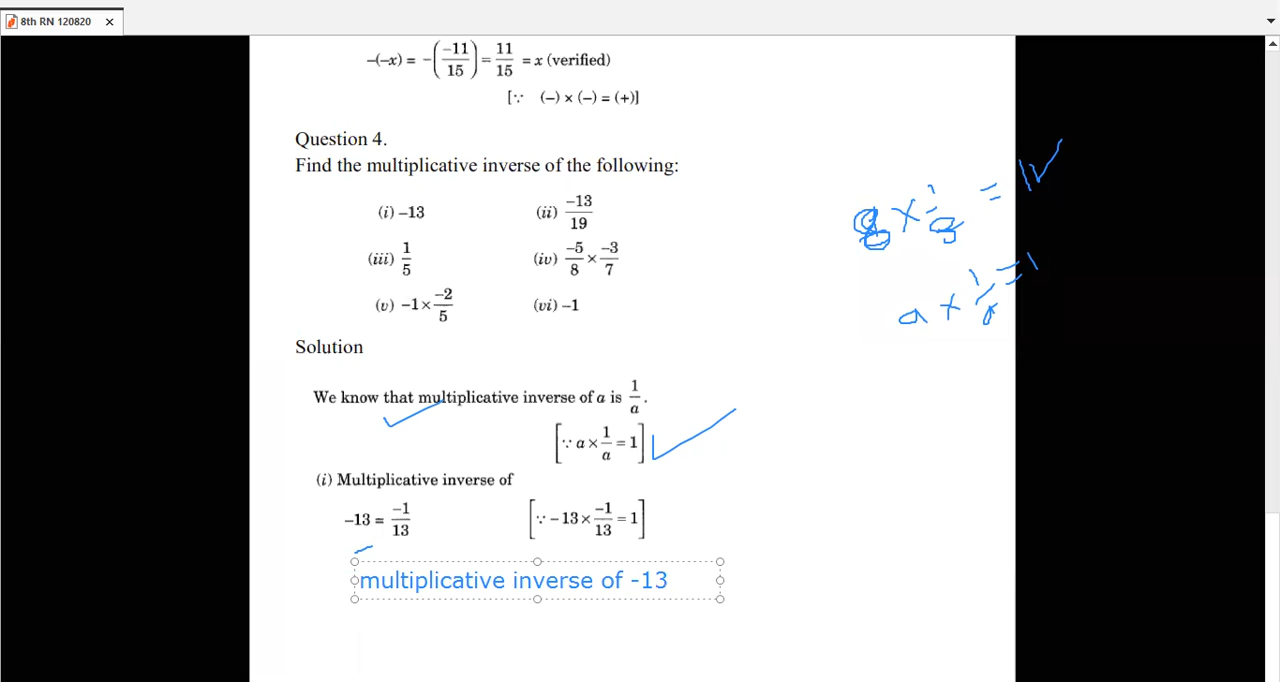 8th RN 120820
–(–x) = –(–11/15) = 11/15 = x (verified)
[∵ (–) × (–) = (+)]
Question 4.
Find the multiplicative inverse of the following:
(i) –13 (ii) –13/19
(iii) 1/5 (iv) –5/8 × –3/7
(v) –1 × –2/5 (vi) –1
Solution
We know that multiplicative inverse of a is 1/a.
[∵ a × 1/a = 1]
(i) Multiplicative inverse of
–13 = –1/13 [∵ – 13 × –1/13 = 1]
multiplicative inverse of -13
a × 1/a = 1